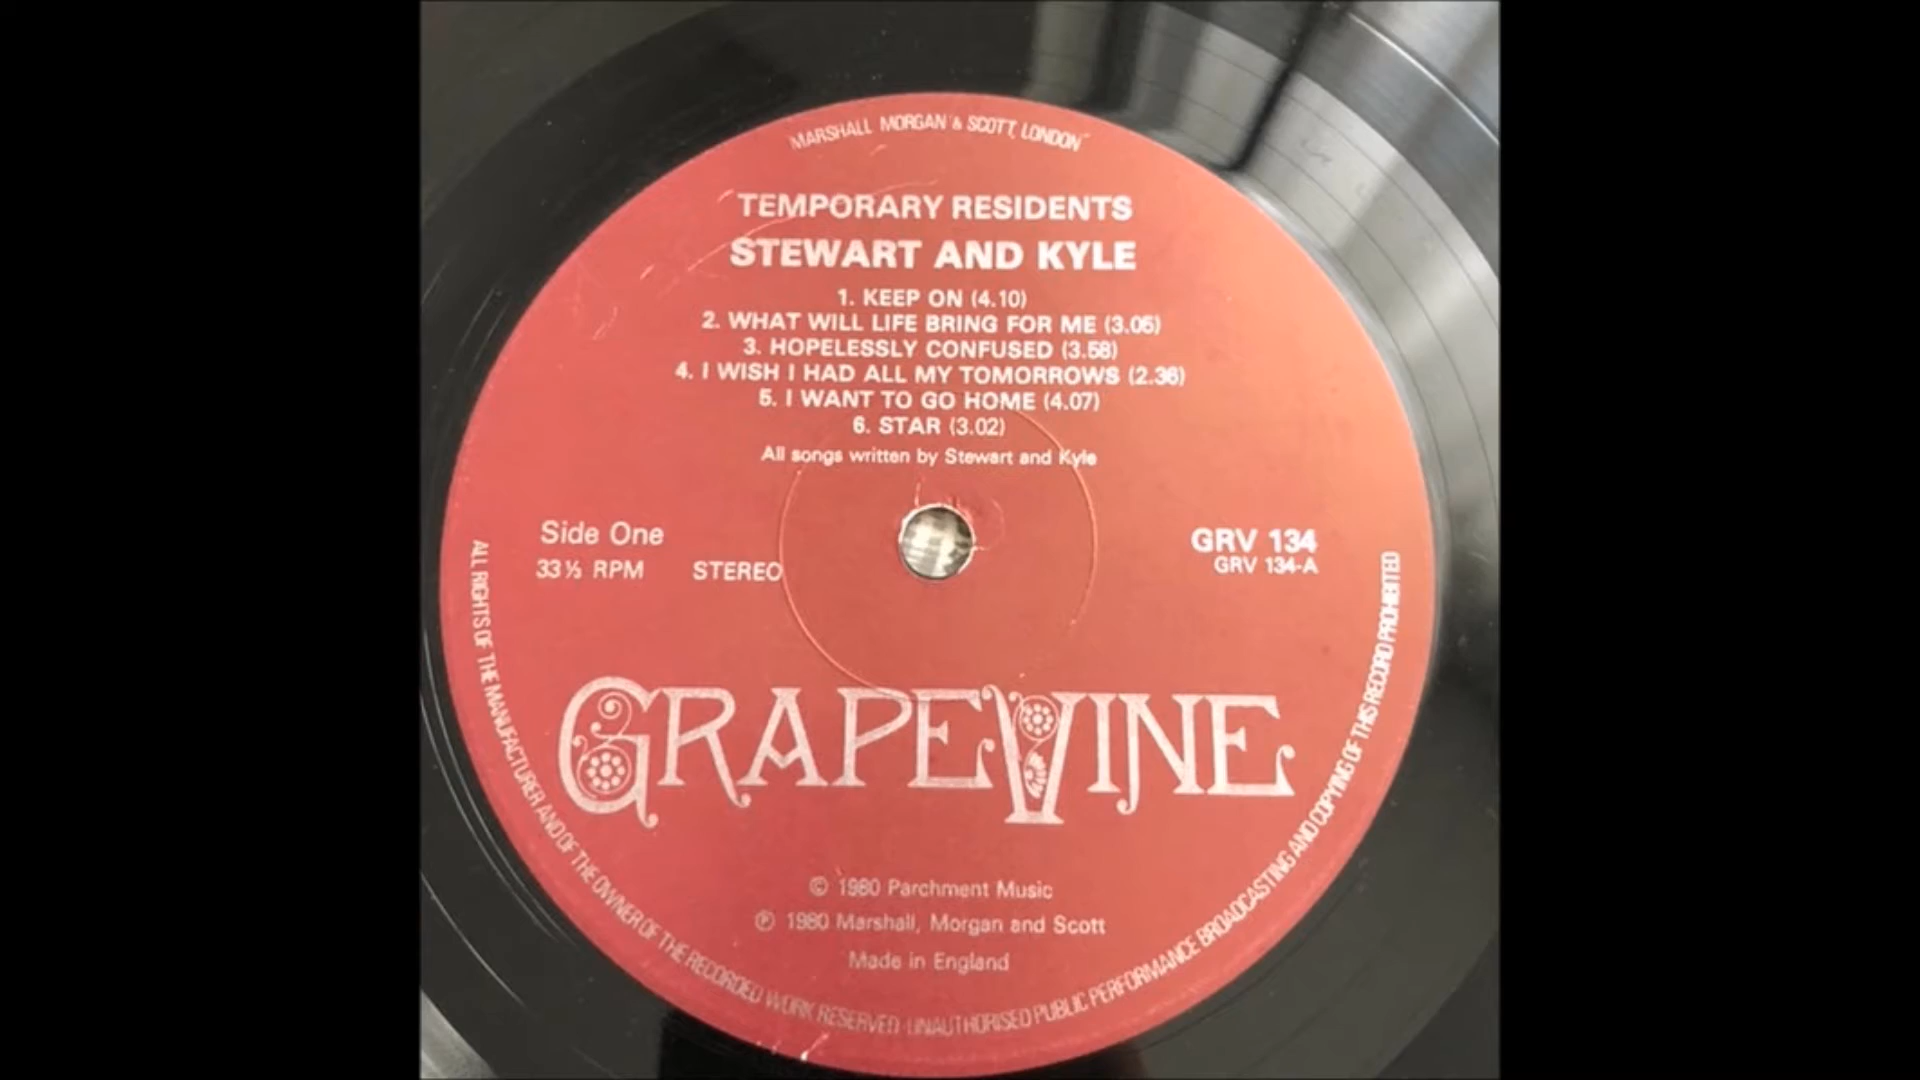 MARSHALL MORGAN & SCOTT, LONDON
TEMPORARY RESIDENTS
STEWART AND KYLE
1. KEEP ON (4.10)
2. WHAT WILL LIFE BRING FOR ME (3.05)
3. HOPELESSLY CONFUSED (3.58)
4. I WISH I HAD ALL MY TOMORROWS (2.36)
5. I WANT TO GO HOME (4.07)
6. STAR (3.02)
All songs written by Stewart and Kyle
Side One
33⅓ RPM STEREO
GRV 134
GRV 134-A
GRAPEVINE
© 1980 Parchment Music
℗ 1980 Marshall, Morgan and Scott
Made in England
ALL RIGHTS OF THE MANUFACTURER AND OF THE OWNER OF THE RECORDED WORK RESERVED UNAUTHORISED PUBLIC PERFORMANCE BROADCASTING AND COPYING OF THIS RECORD PROHIBITED